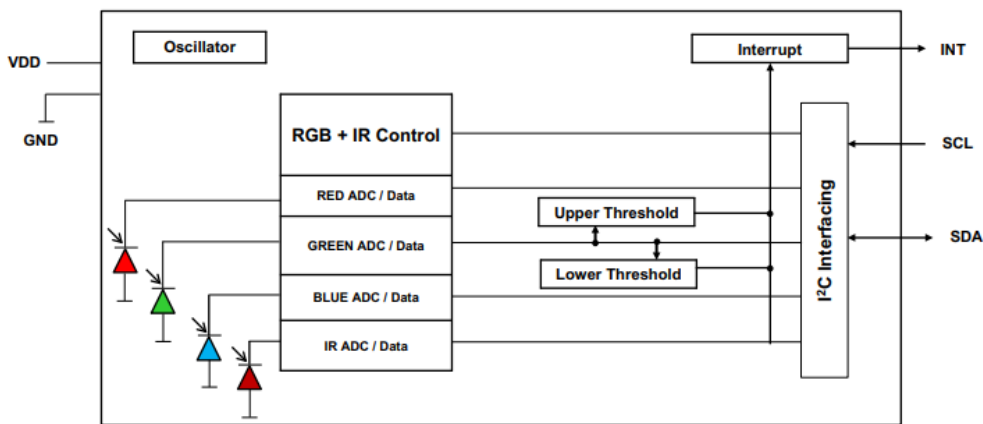 Oscillator
Interrupt
INT
VDD
GND
RGB + IR Control
SCL
RED ADC / Data
Upper Threshold
GREEN ADC / Data
SDA
Lower Threshold
I²C Interfacing
BLUE ADC / Data
IR ADC / Data